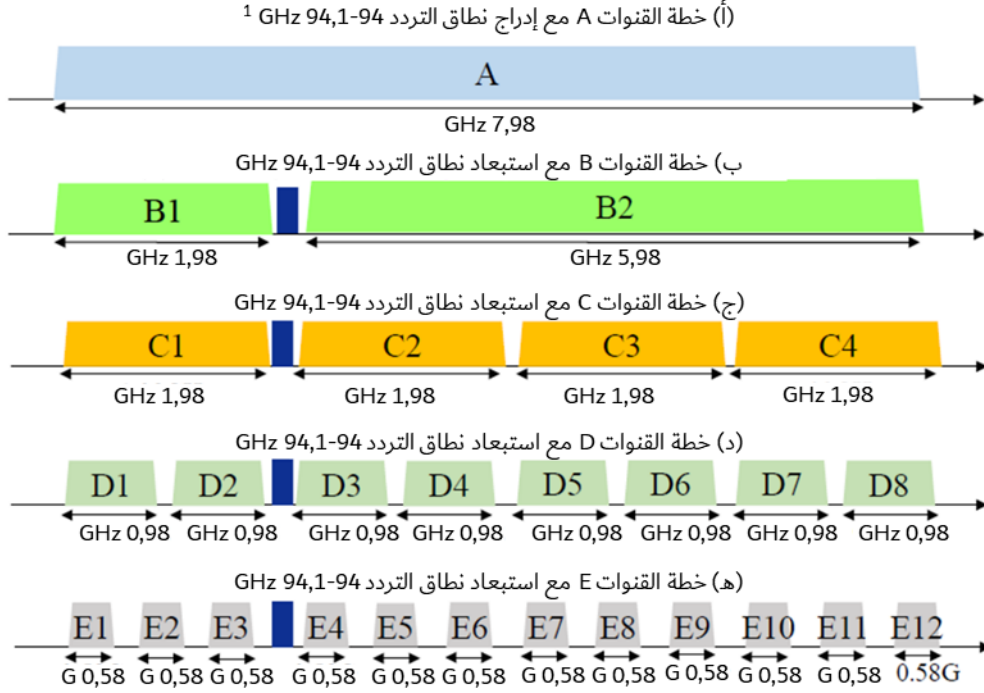 (أ) خطة القنوات A مع إدراج نطاق التردد 94-94,1 GHz ¹
A
7,98 GHz
ب) خطة القنوات B مع استبعاد نطاق التردد 94-94,1 GHz
B1 B2
1,98 GHz 5,98 GHz
(ج) خطة القنوات C مع استبعاد نطاق التردد 94-94,1 GHz
C1 C2 C3 C4
1,98 GHz 1,98 GHz 1,98 GHz 1,98 GHz
(د) خطة القنوات D مع استبعاد نطاق التردد 94-94,1 GHz
D1 D2 D3 D4 D5 D6 D7 D8
0,98 GHz 0,98 GHz 0,98 GHz 0,98 GHz 0,98 GHz 0,98 GHz 0,98 GHz 0,98 GHz
(ه) خطة القنوات E مع استبعاد نطاق التردد 94-94,1 GHz
E1 E2 E3 E4 E5 E6 E7 E8 E9 E10 E11 E12
0,58 G 0,58 G 0,58 G 0,58 G 0,58 G 0,58 G 0,58 G 0,58 G 0,58 G 0,58 G 0,58 G 0.58G